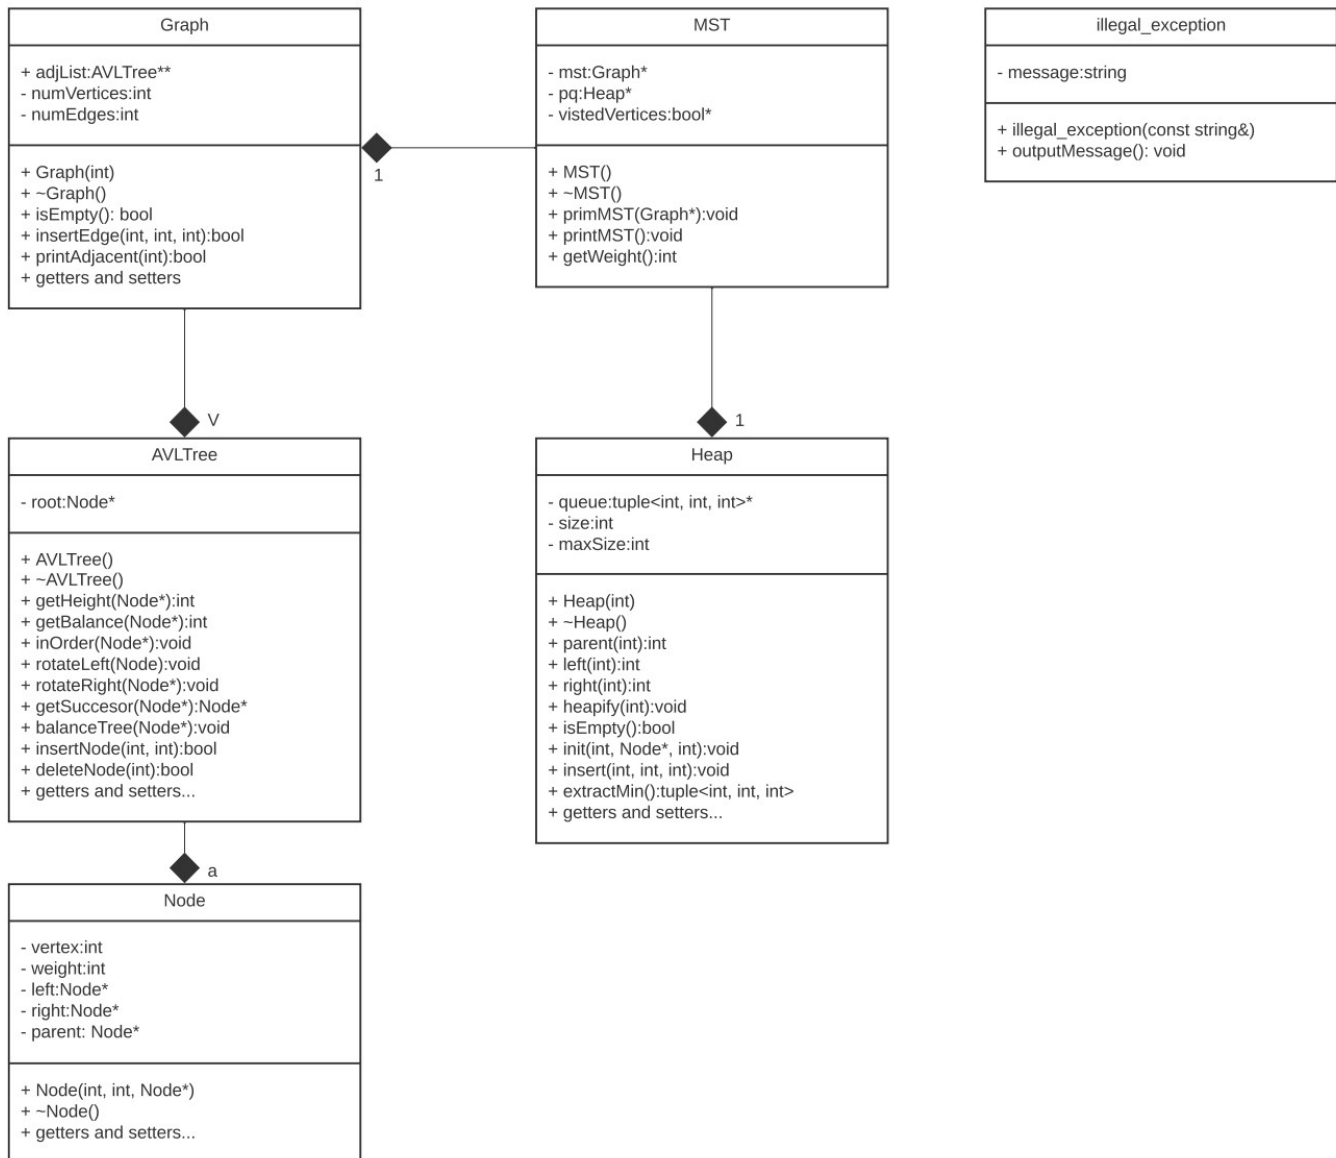 Graph
+ adjList:AVLTree**
- numVertices:int
- numEdges:int
+ Graph(int)
+ ~Graph()
+ isEmpty(): bool
+ insertEdge(int, int, int):bool
+ printAdjacent(int):bool
+ getters and setters
1
MST
- mst:Graph*
- pq:Heap*
- vistedVertices:bool*
+ MST()
+ ~MST()
+ primMST(Graph*):void
+ printMST():void
+ getWeight():int
illegal_exception
- message:string
+ illegal_exception(const string&)
+ outputMessage(): void
V
AVLTree
- root:Node*
+ AVLTree()
+ ~AVLTree()
+ getHeight(Node*):int
+ getBalance(Node*):int
+ inOrder(Node*):void
+ rotateLeft(Node):void
+ rotateRight(Node*):void
+ getSuccesor(Node*):Node*
+ balanceTree(Node*):void
+ insertNode(int, int):bool
+ deleteNode(int):bool
+ getters and setters...
1
Heap
- queue:tuple<int, int, int>*
- size:int
- maxSize:int
+ Heap(int)
+ ~Heap()
+ parent(int):int
+ left(int):int
+ right(int):int
+ heapify(int):void
+ isEmpty():bool
+ init(int, Node*, int):void
+ insert(int, int, int):void
+ extractMin():tuple<int, int, int>
+ getters and setters...
a
Node
- vertex:int
- weight:int
- left:Node*
- right:Node*
- parent: Node*
+ Node(int, int, Node*)
+ ~Node()
+ getters and setters...